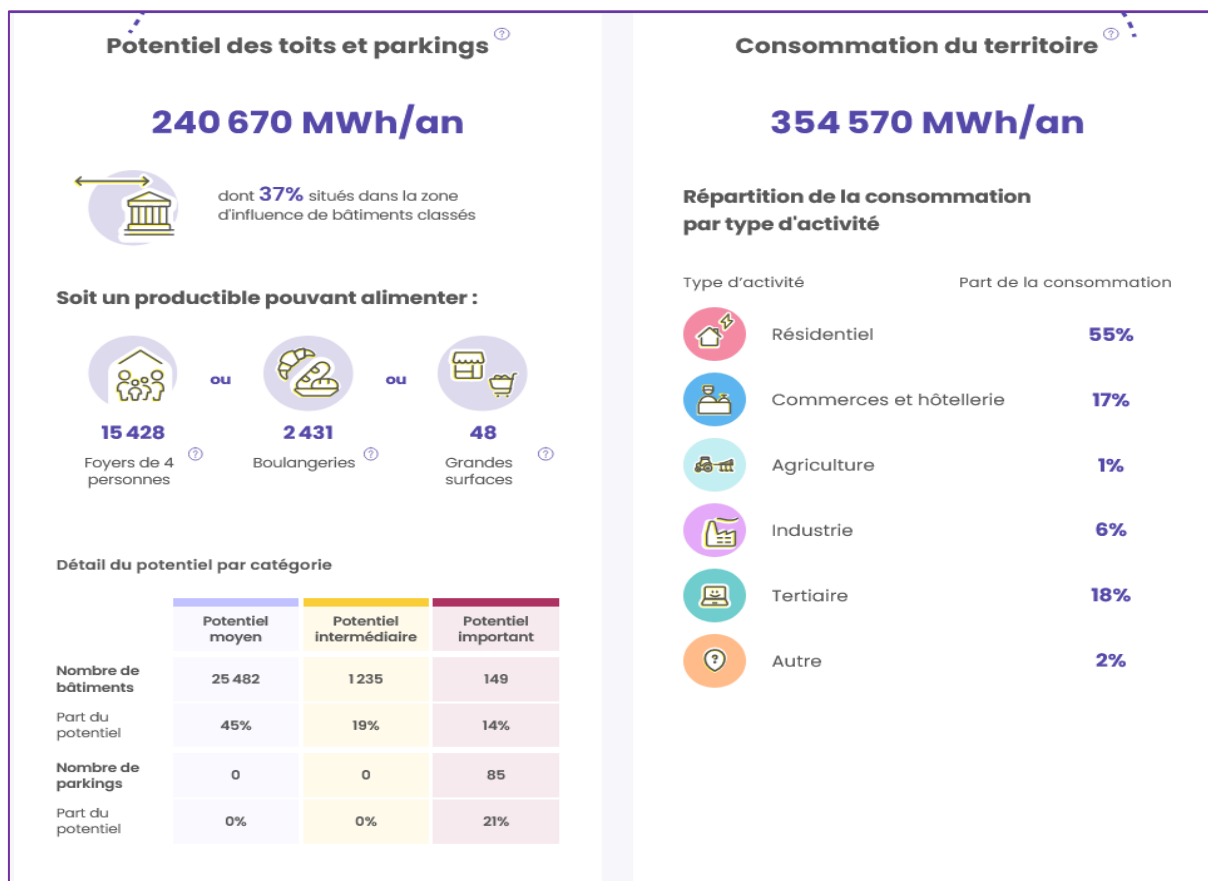 Potentiel des toits et parkings ?
240 670 MWh/an
dont 37% situés dans la zone
d'influence de bâtiments classés
Soit un productible pouvant alimenter :
ou
ou
15 428
2 431
48
Foyers de 4 ?
personnes
Boulangeries ?
Grandes ?
surfaces
Détail du potentiel par catégorie
Potentiel
moyen
Potentiel
intermédiaire
Potentiel
important
Nombre de
bâtiments
25 482
1 235
149
Part du
potentiel
45%
19%
14%
Nombre de
parkings
0
0
85
Part du
potentiel
0%
0%
21%
Consommation du territoire ?
354 570 MWh/an
Répartition de la consommation
par type d'activité
Type d'activité
Part de la consommation
Résidentiel
55%
Commerces et hôtellerie
17%
Agriculture
1%
Industrie
6%
Tertiaire
18%
?
Autre
2%